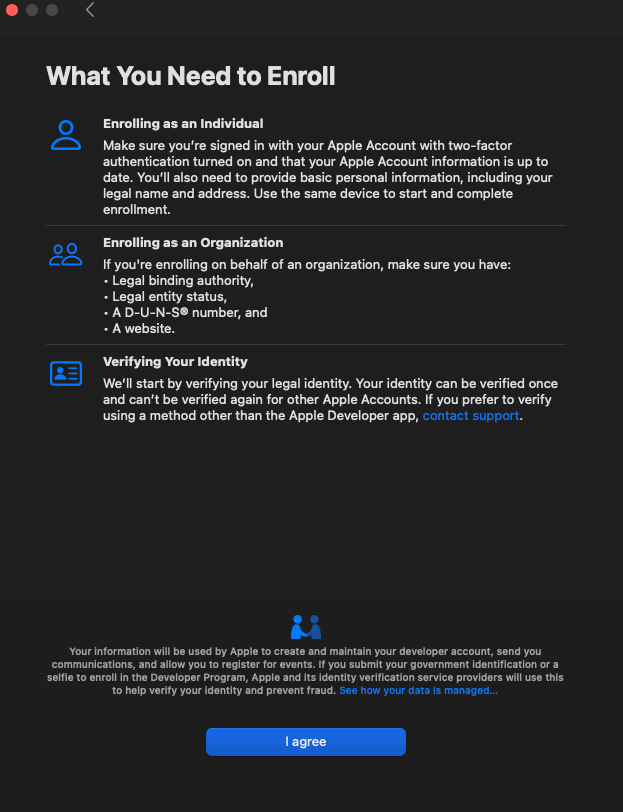 What You Need to Enroll
Enrolling as an Individual
Make sure you’re signed in with your Apple Account with two-factor
authentication turned on and that your Apple Account information is up to
date. You’ll also need to provide basic personal information, including your
legal name and address. Use the same device to start and complete
enrollment.
Enrolling as an Organization
If you're enrolling on behalf of an organization, make sure you have:
• Legal binding authority,
• Legal entity status,
• A D-U-N-S® number, and
• A website.
Verifying Your Identity
We’ll start by verifying your legal identity. Your identity can be verified once
and can’t be verified again for other Apple Accounts. If you prefer to verify
using a method other than the Apple Developer app, contact support.
Your information will be used by Apple to create and maintain your developer account, send you
communications, and allow you to register for events. If you submit your government identification or a
selfie to enroll in the Developer Program, Apple and its identity verification service providers will use this
to help verify your identity and prevent fraud. See how your data is managed...
I agree